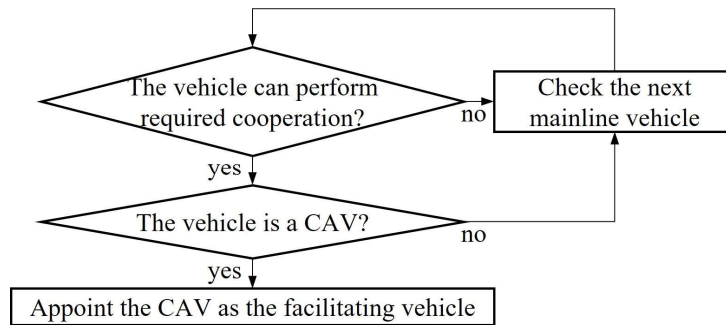 The vehicle can perform
required cooperation?
no
Check the next
mainline vehicle
yes
The vehicle is a CAV?
no
yes
Appoint the CAV as the facilitating vehicle